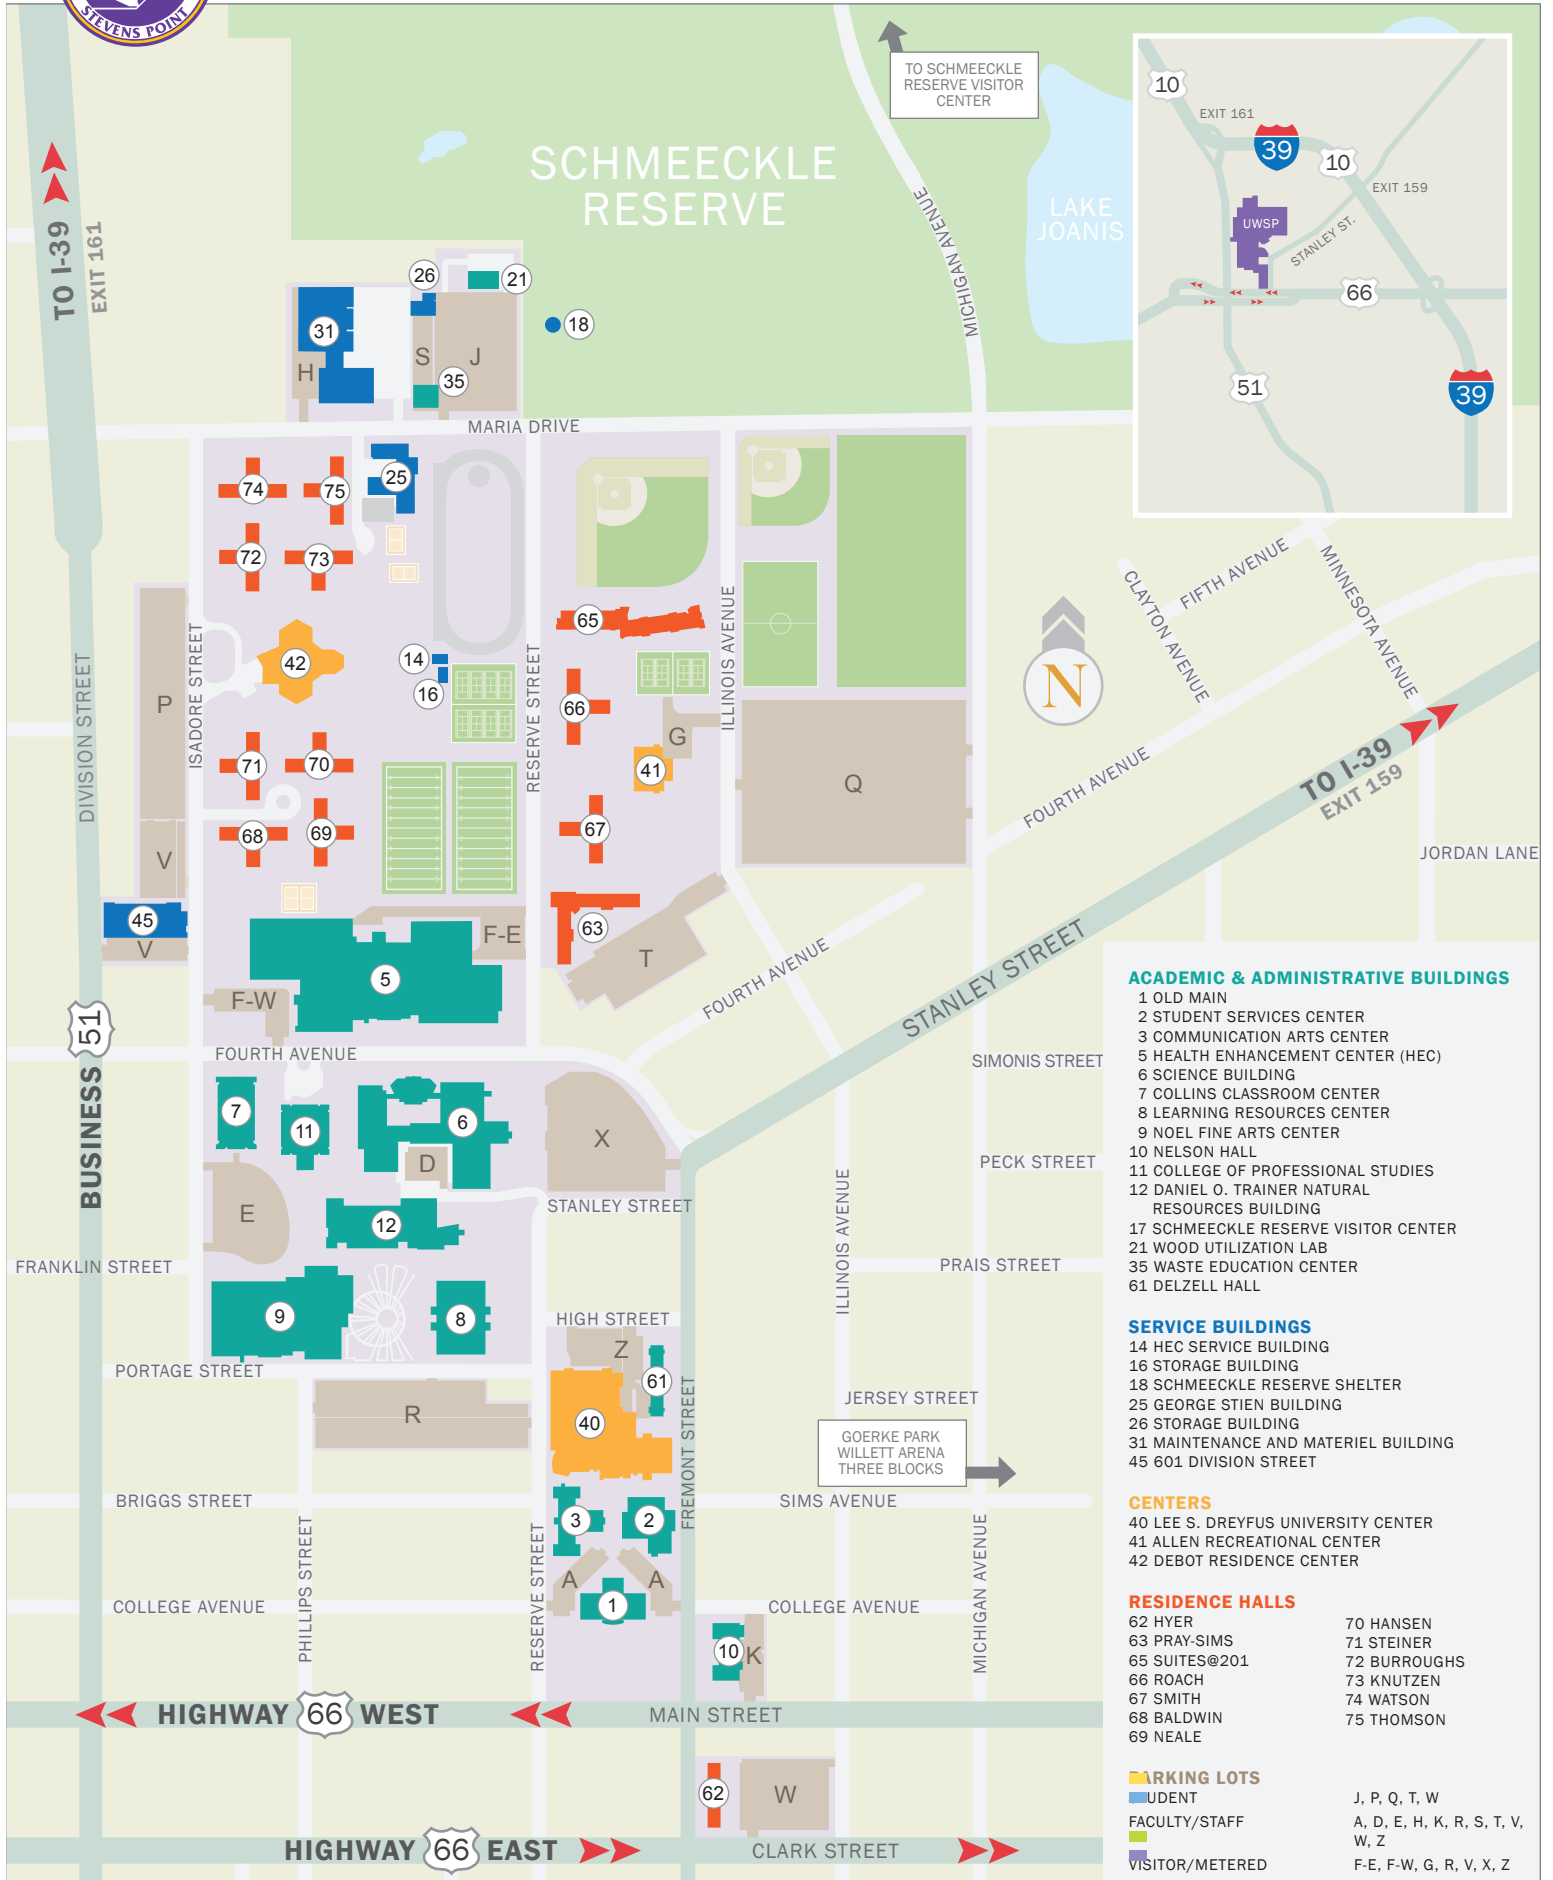 STEVENS POINT
TO SCHMEECKLE
RESERVE VISITOR
CENTER
SCHMEECKLE
RESERVE
LAKE
JOANIS
MICHIGAN AVENUE
TO I-39
EXIT 161
10
EXIT 161
39
10
EXIT 159
UWSP
STANLEY ST.
66
51
39
26
21
18
31
H
S
J
35
MARIA DRIVE
74
75
25
72
73
65
42
14
16
66
P
G
41
71
70
Q
68
69
67
V
45
V
63
F-E
T
5
F-W
DIVISION STREET
ISADORE STREET
RESERVE STREET
ILLINOIS AVENUE
CLAYTON AVENUE
FIFTH AVENUE
MINNESOTA AVENUE
N
FOURTH AVENUE
TO I-39
EXIT 159
JORDAN LANE
FOURTH AVENUE
STANLEY STREET
51
BUSINESS
FOURTH AVENUE
SIMONIS STREET
7
11
6
D
X
PECK STREET
E
12
STANLEY STREET
ILLINOIS AVENUE
FRANKLIN STREET
PRAIS STREET
9
8
HIGH STREET
Z
61
PORTAGE STREET
R
40
FREMONT STREET
JERSEY STREET
GOERKE PARK
WILLETT ARENA
THREE BLOCKS
BRIGGS STREET
SIMS AVENUE
3
2
PHILLIPS STREET
RESERVE STREET
MICHIGAN AVENUE
A
A
1
COLLEGE AVENUE
COLLEGE AVENUE
10
K
HIGHWAY 66 WEST
MAIN STREET
62
W
HIGHWAY 66 EAST
CLARK STREET
ACADEMIC & ADMINISTRATIVE BUILDINGS
1 OLD MAIN
2 STUDENT SERVICES CENTER
3 COMMUNICATION ARTS CENTER
5 HEALTH ENHANCEMENT CENTER (HEC)
6 SCIENCE BUILDING
7 COLLINS CLASSROOM CENTER
8 LEARNING RESOURCES CENTER
9 NOEL FINE ARTS CENTER
10 NELSON HALL
11 COLLEGE OF PROFESSIONAL STUDIES
12 DANIEL O. TRAINER NATURAL
RESOURCES BUILDING
17 SCHMEECKLE RESERVE VISITOR CENTER
21 WOOD UTILIZATION LAB
35 WASTE EDUCATION CENTER
61 DELZELL HALL
SERVICE BUILDINGS
14 HEC SERVICE BUILDING
16 STORAGE BUILDING
18 SCHMEECKLE RESERVE SHELTER
25 GEORGE STIEN BUILDING
26 STORAGE BUILDING
31 MAINTENANCE AND MATERIEL BUILDING
45 601 DIVISION STREET
CENTERS
40 LEE S. DREYFUS UNIVERSITY CENTER
41 ALLEN RECREATIONAL CENTER
42 DEBOT RESIDENCE CENTER
RESIDENCE HALLS
62 HYER
63 PRAY-SIMS
65 SUITES@201
66 ROACH
67 SMITH
68 BALDWIN
69 NEALE
70 HANSEN
71 STEINER
72 BURROUGHS
73 KNUTZEN
74 WATSON
75 THOMSON
PARKING LOTS
STUDENT J, P, Q, T, W
FACULTY/STAFF A, D, E, H, K, R, S, T, V,
W, Z
VISITOR/METERED F-E, F-W, G, R, V, X, Z